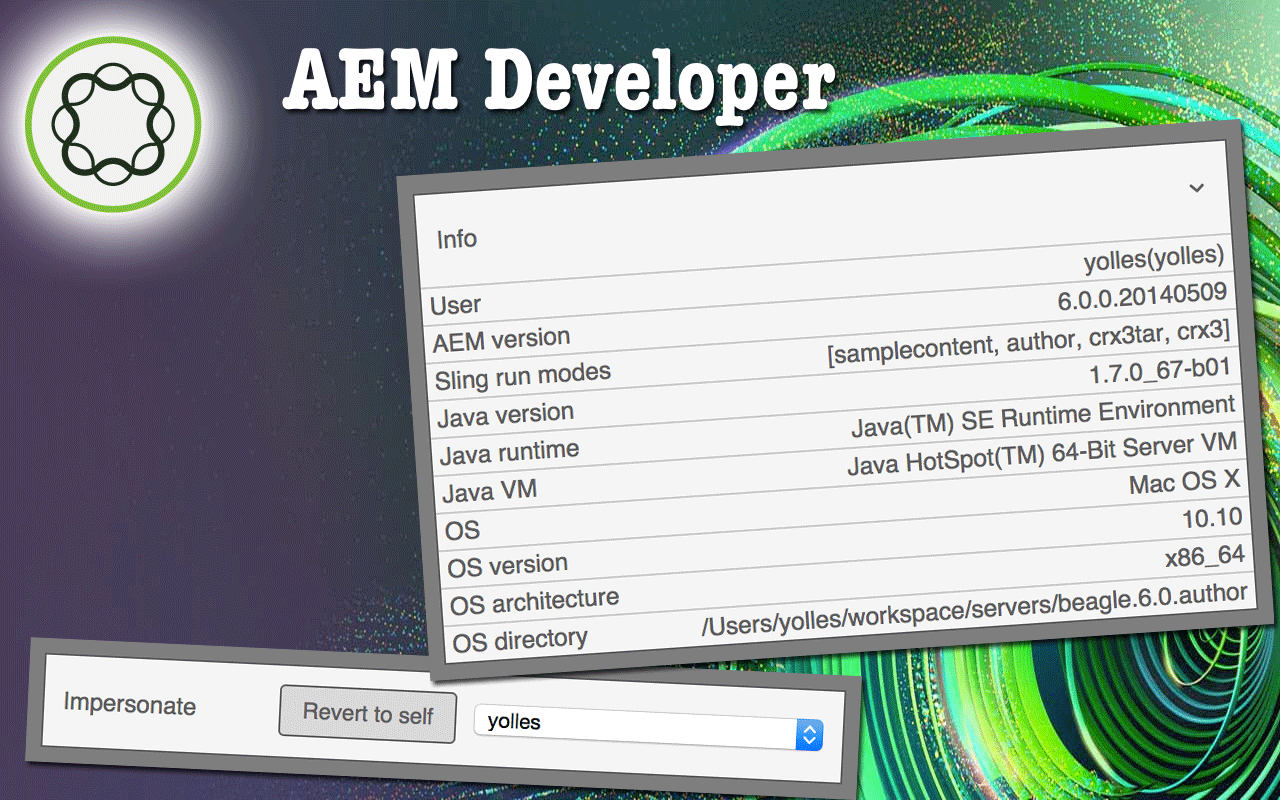 AEM Developer
Info
User yolles(yolles)
AEM version 6.0.0.20140509
Sling run modes [samplecontent, author, crx3tar, crx3]
Java version 1.7.0_67-b01
Java runtime Java(TM) SE Runtime Environment
Java VM Java HotSpot(TM) 64-Bit Server VM
OS Mac OS X
OS version 10.10
OS architecture x86_64
OS directory /Users/yolles/workspace/servers/beagle.6.0.author
Impersonate Revert to self yolles